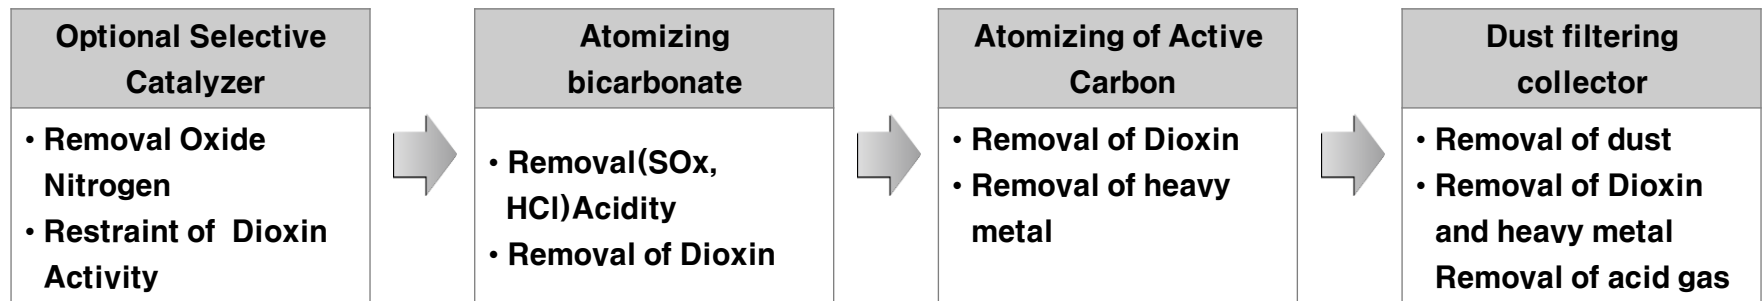 Optional Selective
Catalyzer
• Removal Oxide
Nitrogen
• Restraint of  Dioxin
Activity
Atomizing
bicarbonate
• Removal(SOx,
HCl)Acidity
• Removal of Dioxin
Atomizing of Active
Carbon
• Removal of Dioxin
• Removal of heavy
metal
Dust filtering
collector
• Removal of dust
• Removal of Dioxin
and heavy metal
Removal of acid gas